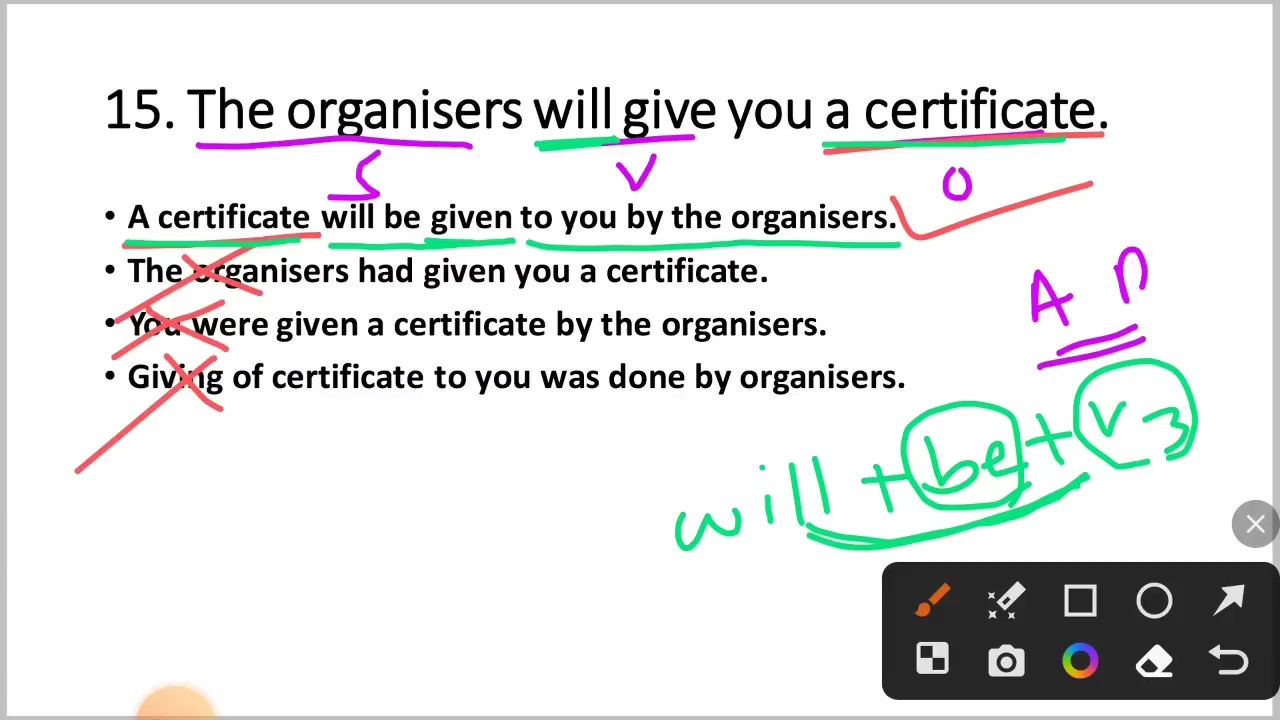 15. The organisers will give you a certificate.
S V O
• A certificate will be given to you by the organisers.
• The organisers had given you a certificate.
• You were given a certificate by the organisers.
• Giving of certificate to you was done by organisers.
A
will + be + v3